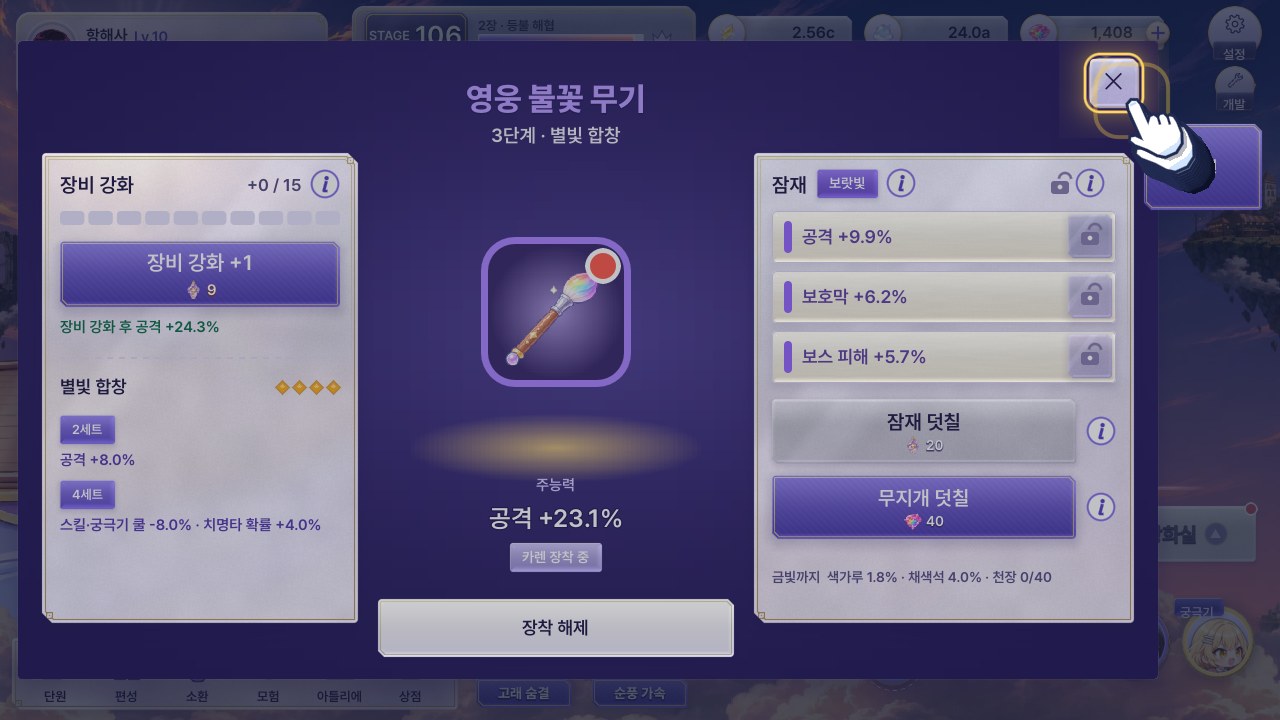 항해사 Lv.10
STAGE 106
2장 · 등불 해협
2.56c
24.0a
1,408
설정
개발
영웅 불꽃 무기
3단계 · 별빛 합창
장비 강화
+0 / 15
장비 강화 +1
9
장비 강화 후 공격 +24.3%
별빛 합창
2세트
공격 +8.0%
4세트
스킬·궁극기 쿨 -8.0% · 치명타 확률 +4.0%
주능력
공격 +23.1%
카렌 장착 중
장착 해제
잠재
보랏빛
공격 +9.9%
보호막 +6.2%
보스 피해 +5.7%
잠재 덧칠
20
무지개 덧칠
40
금빛까지 색가루 1.8% · 채색석 4.0% · 천장 0/40
궁극기
단원
편성
소환
모험
아틀리에
상점
고래 숨결
순풍 가속